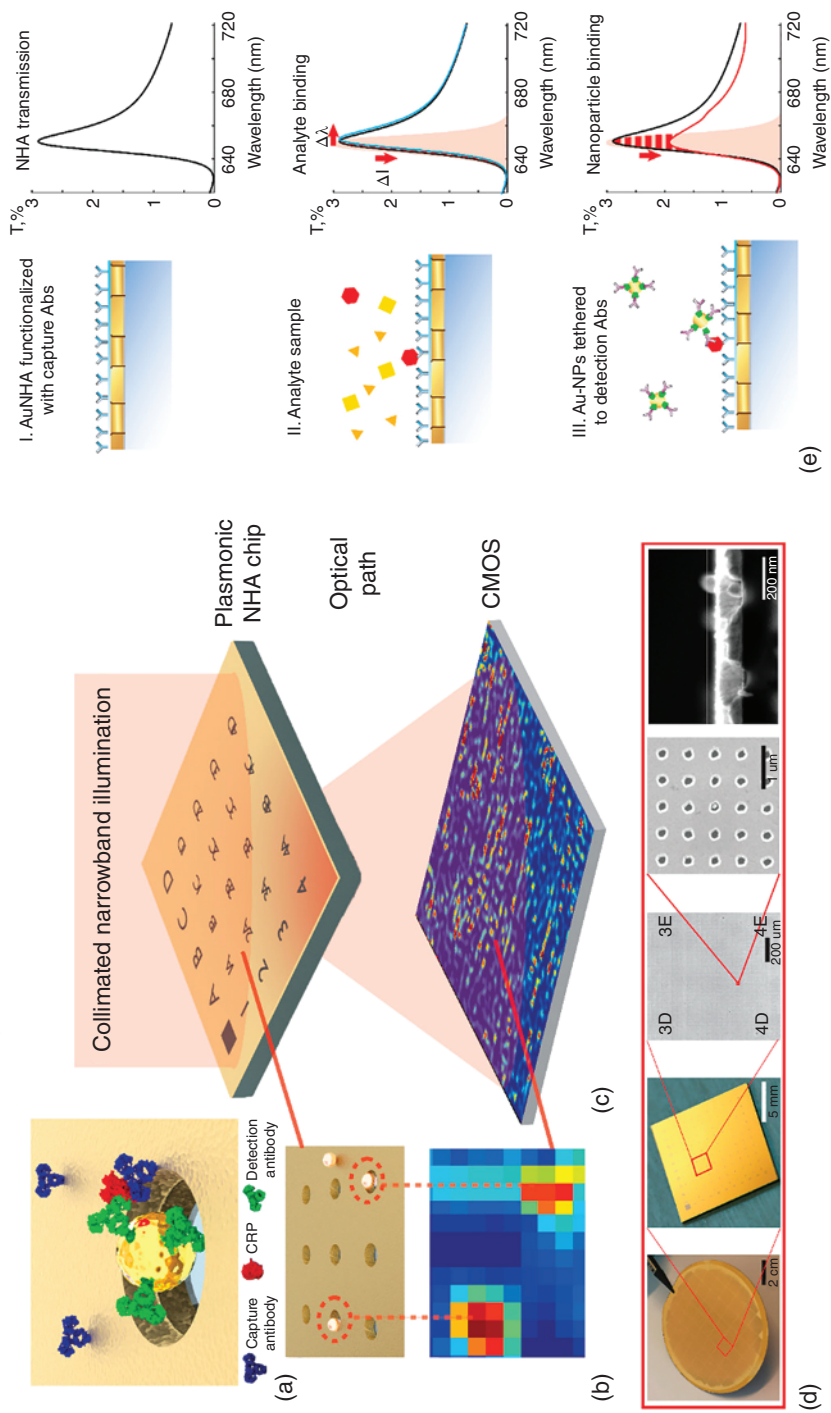 Capture
antibody
CRP
Detection
antibody
(a)
(b)
Collimated narrowband illumination
A
B
C
D
1
2
3
4
Plasmonic
NHA chip
Optical
path
CMOS
(c)
2 cm
5 mm
3D
3E
4D
4E
200 um
1 um
200 nm
(d)
I. AuNHA functionalized
with capture Abs
T,%
3
2
1
0
NHA transmission
640
680
720
Wavelength (nm)
II. Analyte sample
T,%
3
2
1
0
Δλ
ΔI
Analyte binding
640
680
720
Wavelength (nm)
III. Au-NPs tethered
to detection Abs
T,%
3
2
1
0
Nanoparticle binding
640
680
720
Wavelength (nm)
(e)